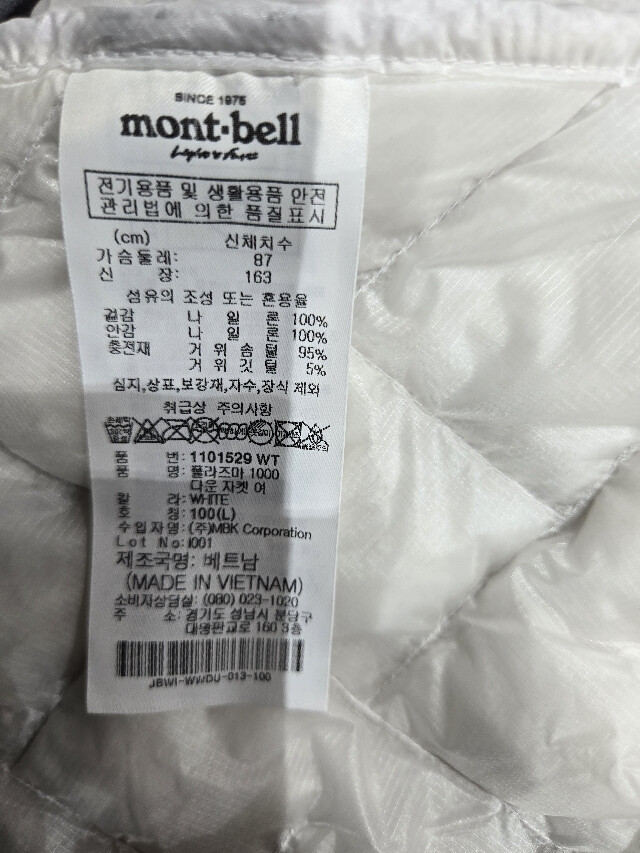 SINCE 1975
mont·bell
전기용품 및 생활용품 안전
관리법에 의한 품질표시
(cm) 신체치수
가슴둘레: 87
신 장: 163
섬유의 조성 또는 혼용율
겉감 나 일 론 100%
안감 나 일 론 100%
충전재 거 위 솜 털 95%
거 위 깃 털 5%
심지,상표,보강재,자수,장식 제외
취급상 주의사항
품 번: 1101529 WT
품 명: 플라즈마 1000
다운 자켓 여
칼 라: WHITE
호 칭: 100(L)
수입자명: (주)MBK Corporation
Lot No: I001
제조국명: 베트남
(MADE IN VIETNAM)
소비자상담실: (080) 023-1020
주 소: 경기도 성남시 분당구
대왕판교로 160 3층
JBWI-WWDU-013-100